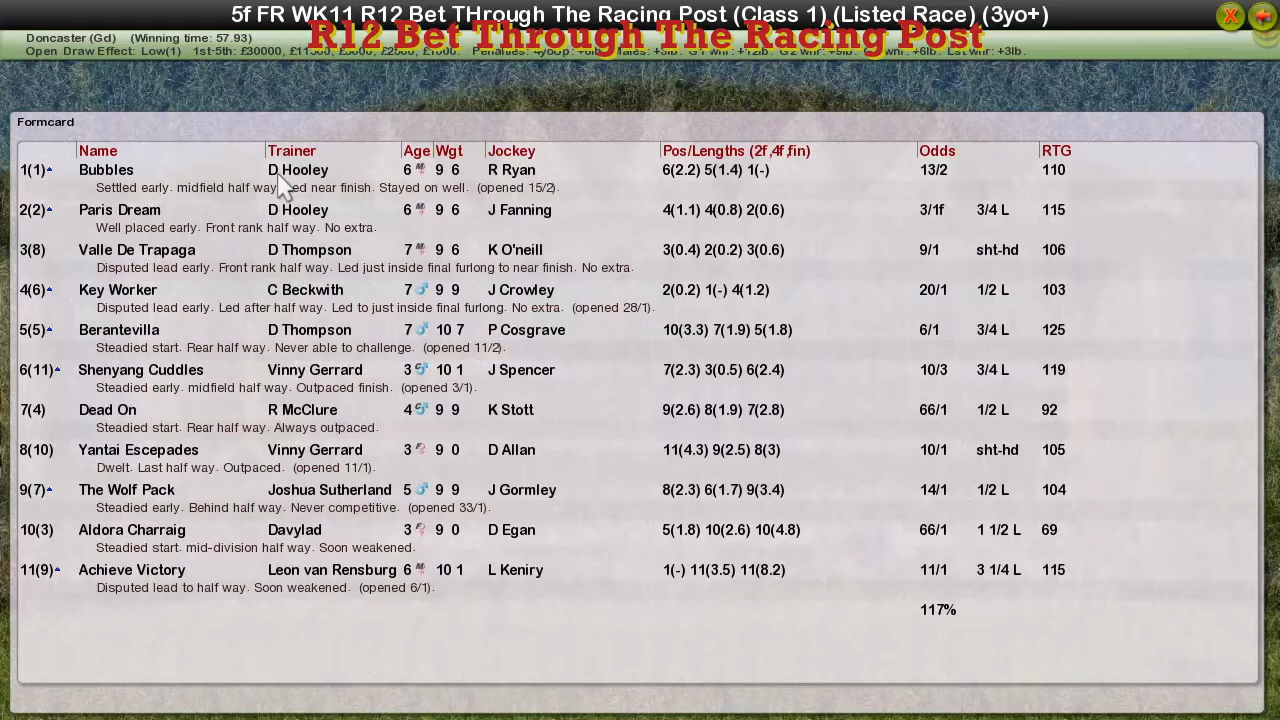 5f FR WK11 R12 Bet THrough The Racing Post (Class 1) (Listed Race) (3yo+)
R12 Bet Through The Racing Post
Doncaster (Gd) (Winning time: 57.93)
Open Draw Effect: Low(1) 1st-5th: £30000,
Formcard
Name Trainer Age Wgt Jockey Pos/Lengths (2f,4f,fin) Odds RTG
1(1) Bubbles D Hooley 6 9 6 R Ryan 6(2.2) 5(1.4) 1(-) 13/2 110
Settled early. midfield half way. Led near finish. Stayed on well. (opened 15/2).
2(2) Paris Dream D Hooley 6 9 6 J Fanning 4(1.1) 4(0.8) 2(0.6) 3/1f 3/4 L 115
Well placed early. Front rank half way. No extra.
3(8) Valle De Trapaga D Thompson 7 9 6 K O'neill 3(0.4) 2(0.2) 3(0.6) 9/1 sht-hd 106
Disputed lead early. Front rank half way. Led just inside final furlong to near finish. No extra.
4(6) Key Worker C Beckwith 7 9 9 J Crowley 2(0.2) 1(-) 4(1.2) 20/1 1/2 L 103
Disputed lead early. Led after half way. Led to just inside final furlong. No extra. (opened 28/1).
5(5) Berantevilla D Thompson 7 10 7 P Cosgrave 10(3.3) 7(1.9) 5(1.8) 6/1 3/4 L 125
Steadied start. Rear half way. Never able to challenge. (opened 11/2).
6(11) Shenyang Cuddles Vinny Gerrard 3 10 1 J Spencer 7(2.3) 3(0.5) 6(2.4) 10/3 3/4 L 119
Steadied early. midfield half way. Outpaced finish. (opened 3/1).
7(4) Dead On R McClure 4 9 9 K Stott 9(2.6) 8(1.9) 7(2.8) 66/1 1/2 L 92
Steadied start. Rear half way. Always outpaced.
8(10) Yantai Escepades Vinny Gerrard 3 9 0 D Allan 11(4.3) 9(2.5) 8(3) 10/1 sht-hd 105
Dwelt. Last half way. Outpaced. (opened 11/1).
9(7) The Wolf Pack Joshua Sutherland 5 9 9 J Gormley 8(2.3) 6(1.7) 9(3.4) 14/1 1/2 L 104
Steadied early. Behind half way. Never competitive. (opened 33/1).
10(3) Aldora Charraig Davylad 3 9 0 D Egan 5(1.8) 10(2.6) 10(4.8) 66/1 1 1/2 L 69
Steadied start. mid-division half way. Soon weakened.
11(9) Achieve Victory Leon van Rensburg 6 10 1 L Keniry 1(-) 11(3.5) 11(8.2) 11/1 3 1/4 L 115
Disputed lead to half way. Soon weakened. (opened 6/1).
117%